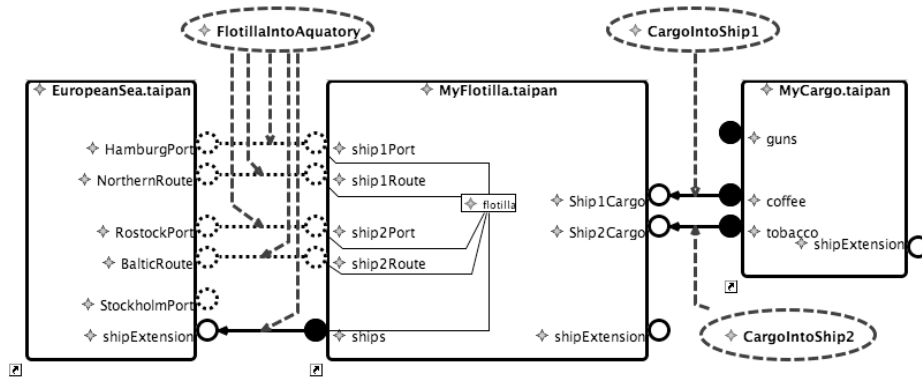 FlotillaIntoAquatory
CargoIntoShip1
EuropeanSea.taipan
MyFlotilla.taipan
MyCargo.taipan
HamburgPort
ship1Port
guns
NorthernRoute
ship1Route
flotilla
Ship1Cargo
coffee
RostockPort
ship2Port
Ship2Cargo
tobacco
shipExtension
BalticRoute
ship2Route
StockholmPort
shipExtension
ships
shipExtension
CargoIntoShip2